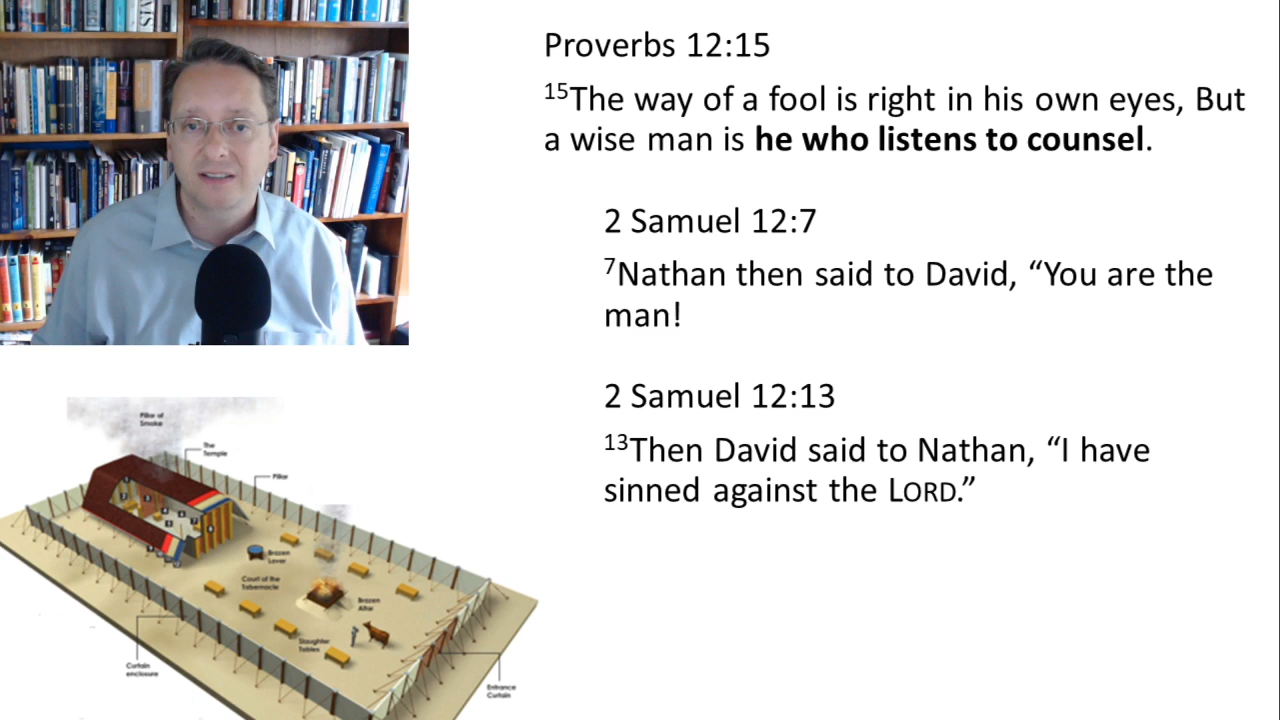 Proverbs 12:15
15The way of a fool is right in his own eyes, But
a wise man is he who listens to counsel.
2 Samuel 12:7
7Nathan then said to David, “You are the
man!
2 Samuel 12:13
13Then David said to Nathan, “I have
sinned against the LORD.”
Pillar of
Smoke
The
Temple
Pillar
Brazen
Laver
Court of the
Tabernacle
Brazen
Altar
Slaughter
Tables
Curtain
enclosure
Entrance
Curtain